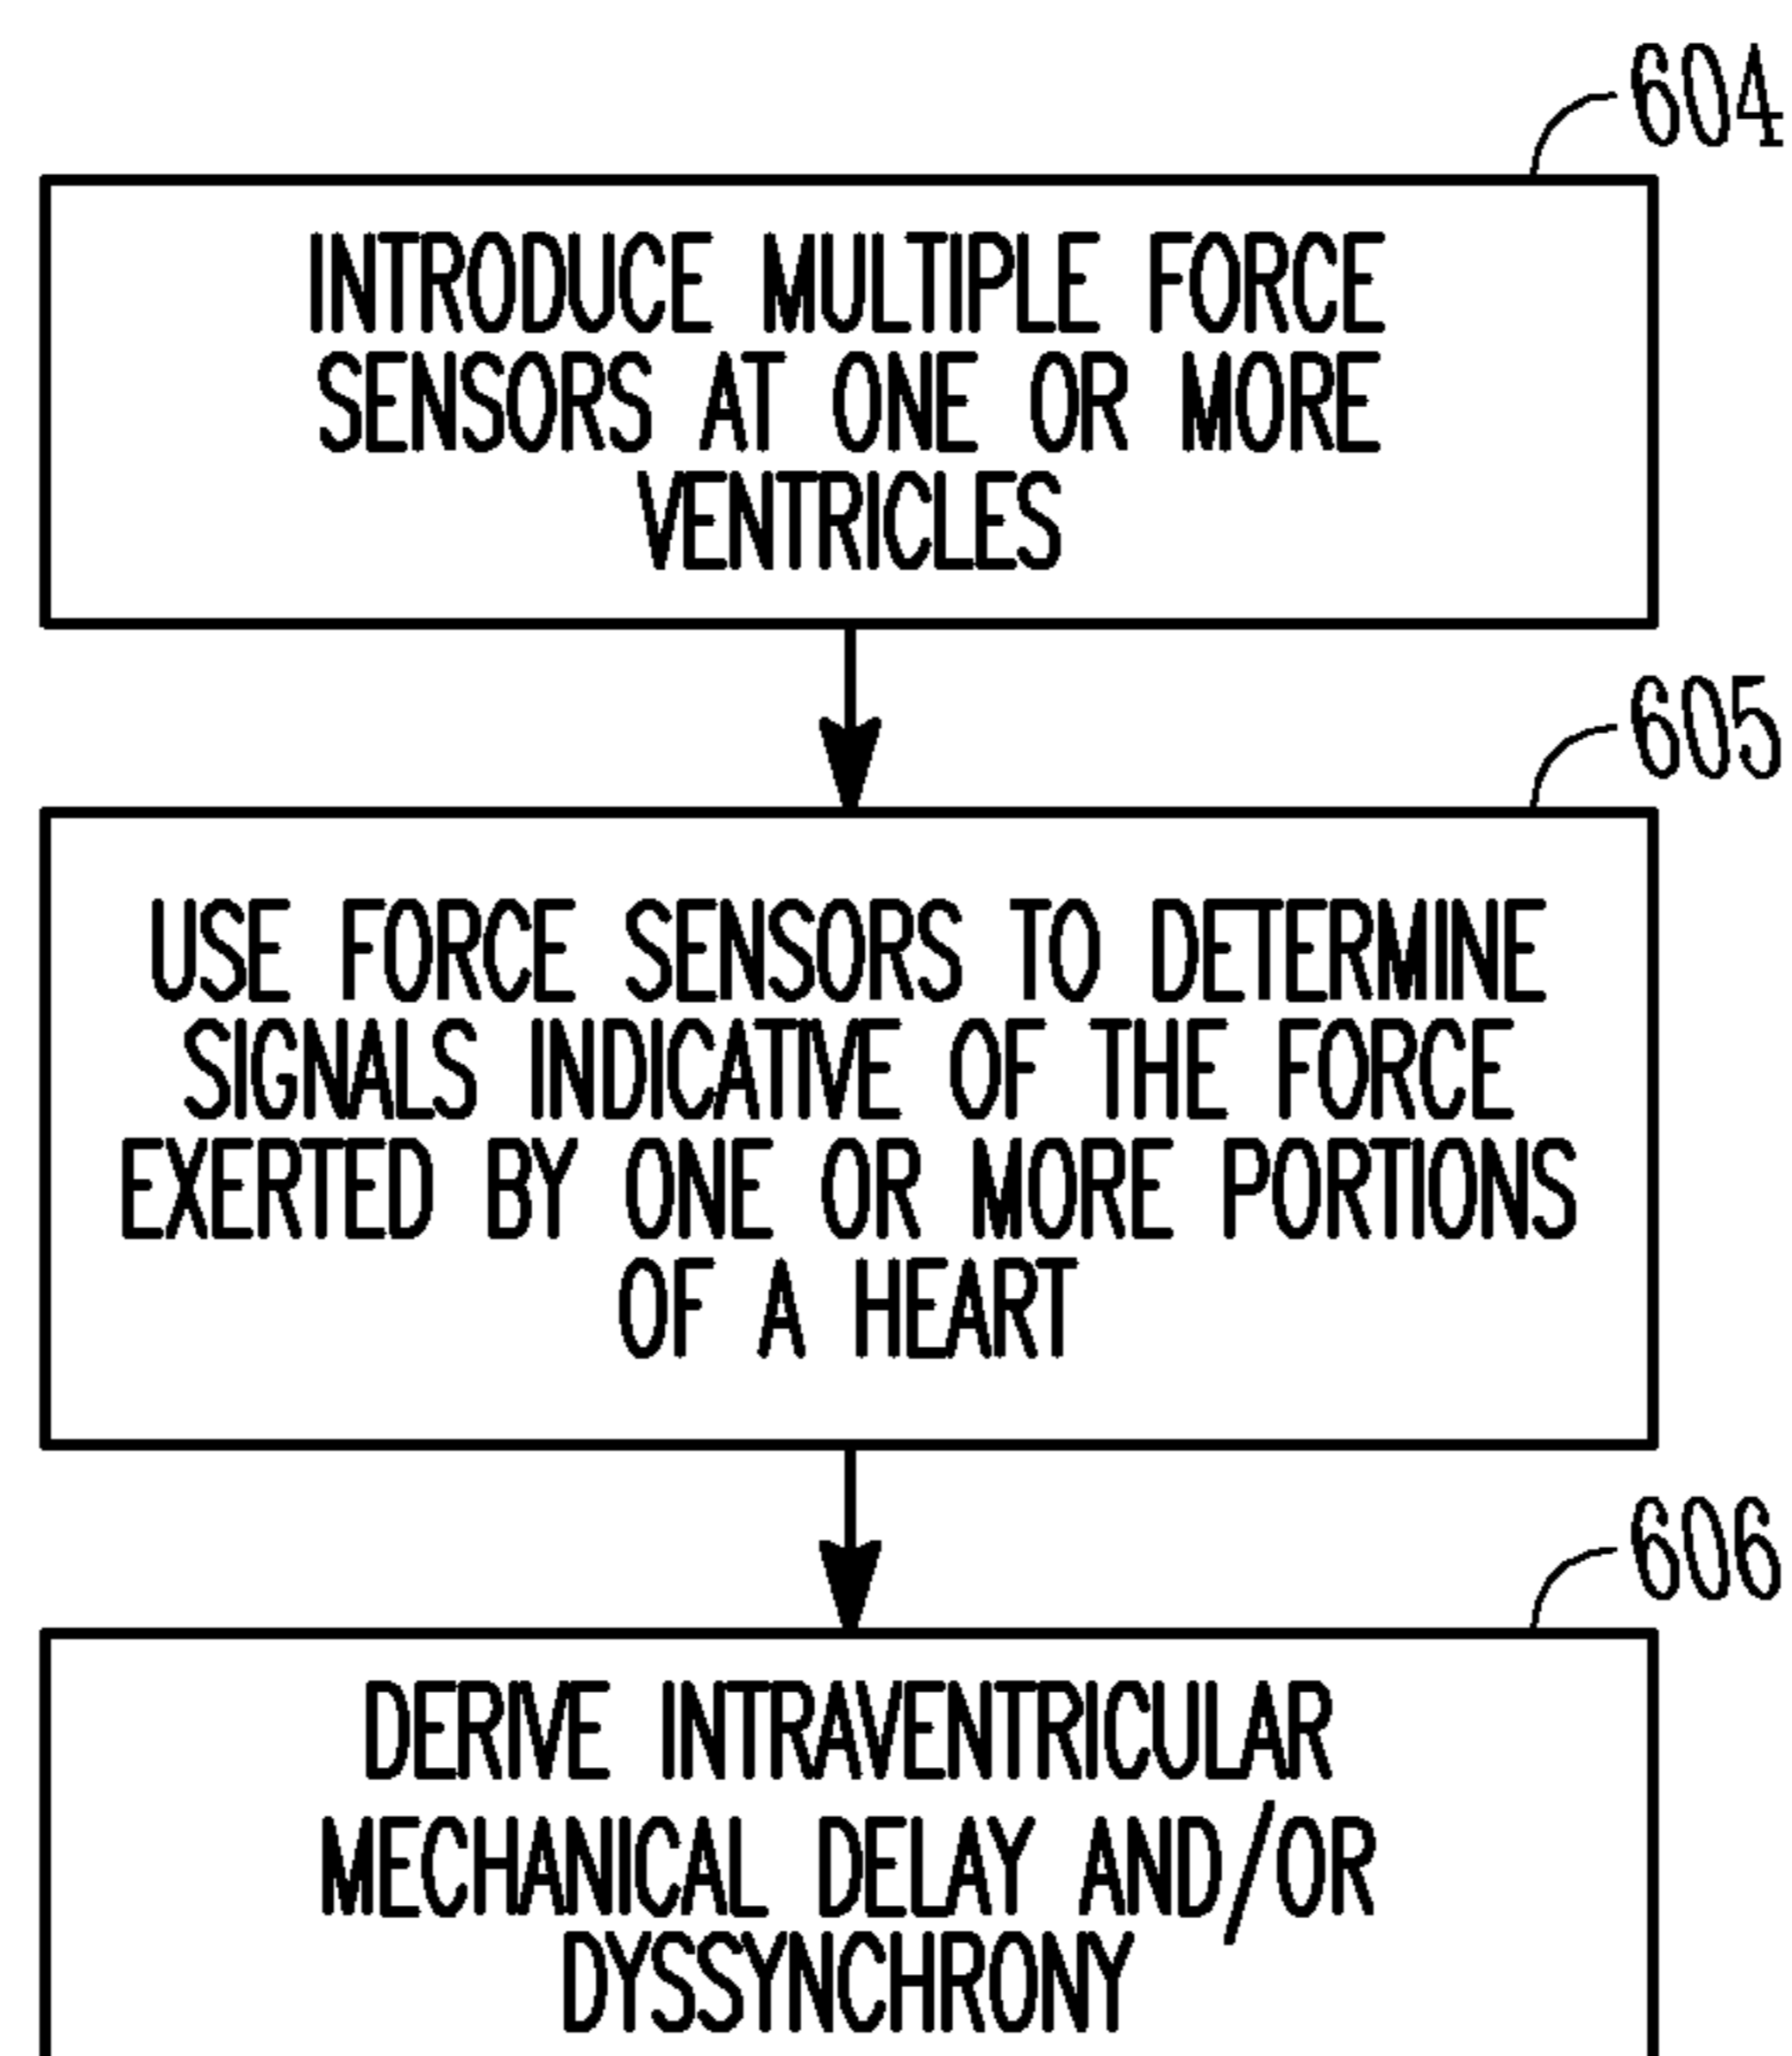 604
INTRODUCE MULTIPLE FORCE
SENSORS AT ONE OR MORE
VENTRICLES
605
USE FORCE SENSORS TO DETERMINE
SIGNALS INDICATIVE OF THE FORCE
EXERTED BY ONE OR MORE PORTIONS
OF A HEART
606
DERIVE INTRAVENTRICULAR
MECHANICAL DELAY AND/OR
DYSSYNCHRONY